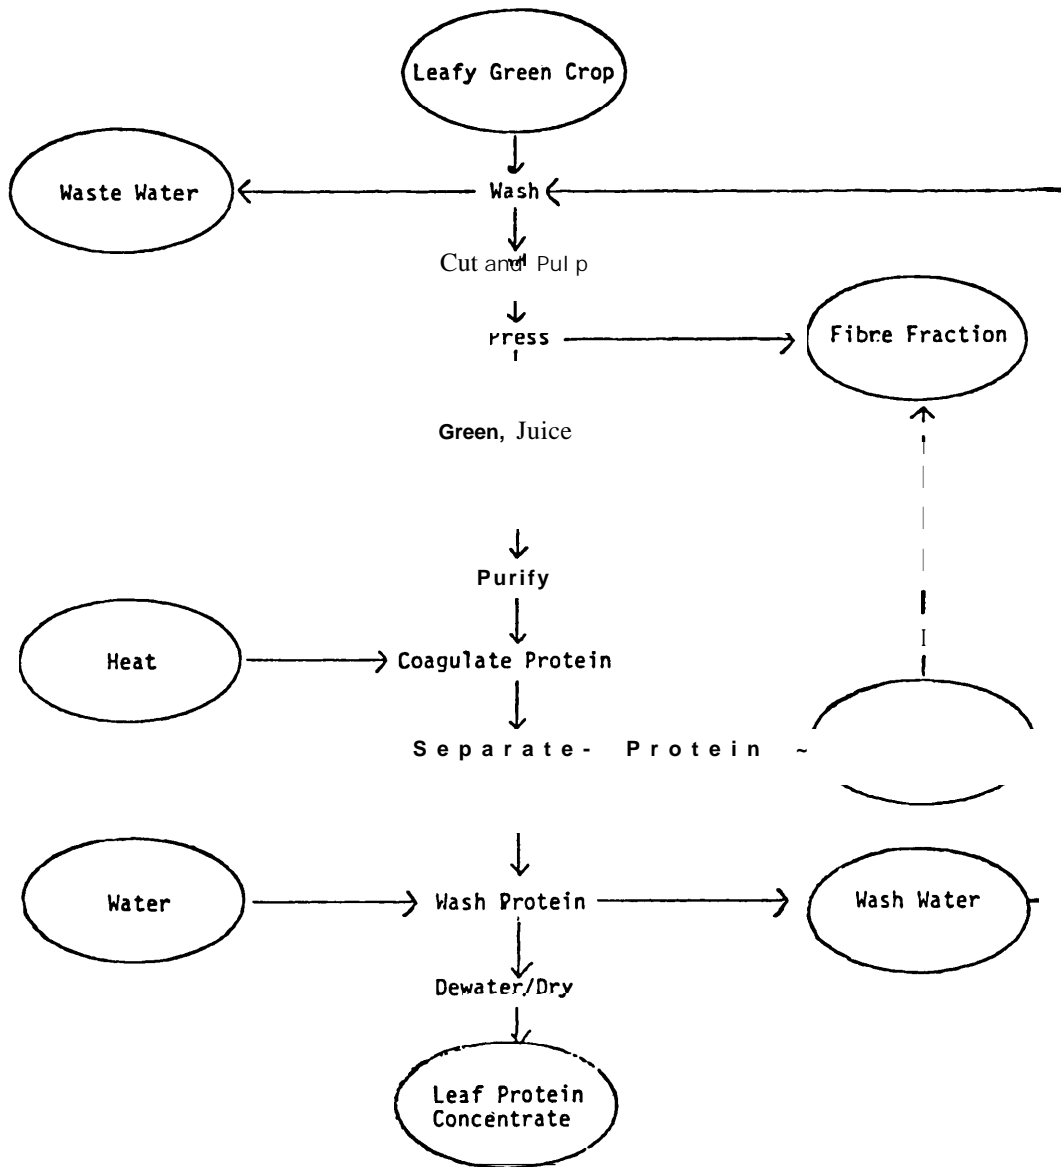 Leafy Green Crop
Waste Water
Wash
Cut and Pulp
Press
Fibre Fraction
Green, Juice
Purify
Heat
Coagulate Protein
Separate- Protein ~
Water
Wash Protein
Wash Water
Dewater/Dry
Leaf Protein
Concentrate